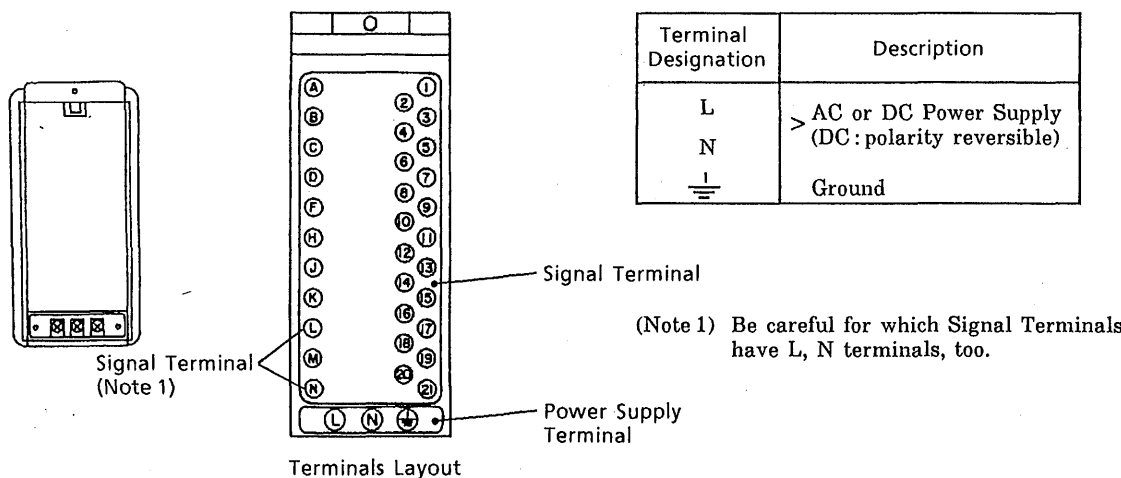 Terminal Designation
Description
L
N
> AC or DC Power Supply
(DC : polarity reversible)
Ground
A
B
C
D
F
H
J
K
L
M
N
1
2
3
4
5
6
7
8
9
10
11
12
13
14
15
16
17
18
19
20
21
L N
Signal Terminal
(Note 1)
Signal Terminal
Power Supply
Terminal
Terminals Layout
(Note 1) Be careful for which Signal Terminals
have L, N terminals, too.